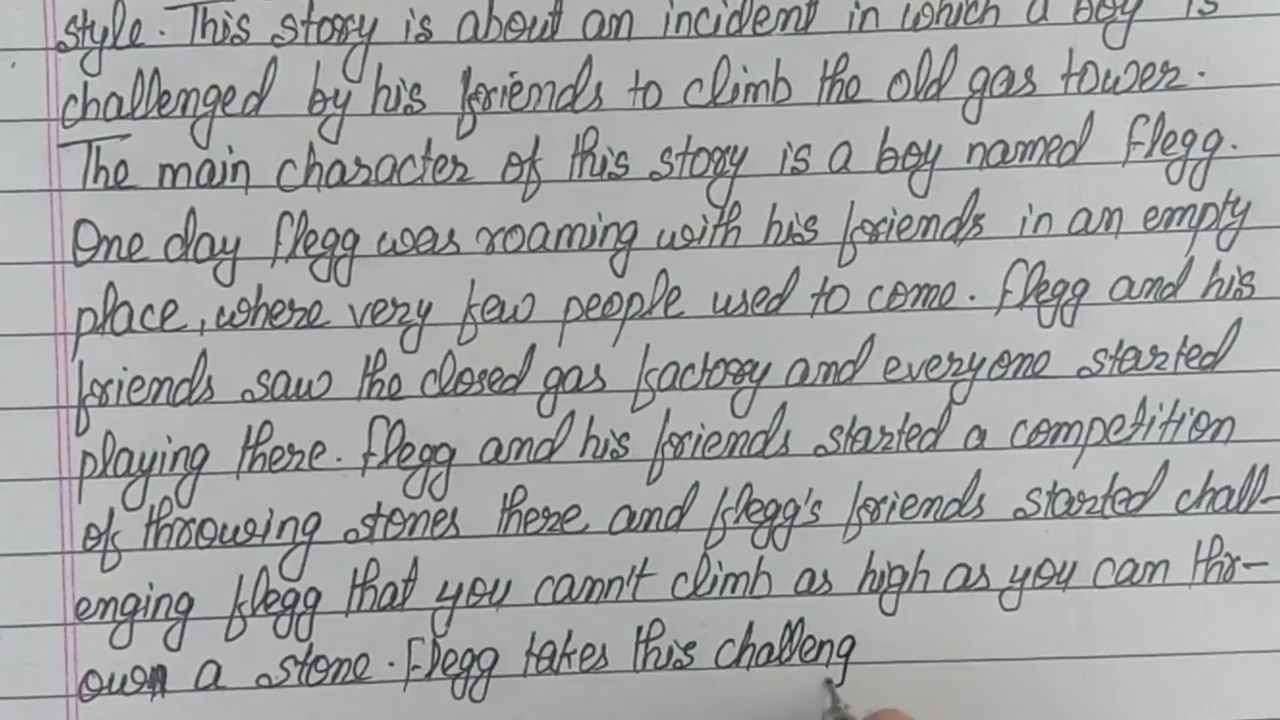 style. This story is about an incident in which a boy is
challenged by his friends to climb the old gas tower.
The main character of this story is a boy named Flegg.
One day Flegg was roaming with his friends in an empty
place, where very few people used to come. Flegg and his
friends saw the closed gas factory and everyone started
playing there. Flegg and his friends started a competition
of throwing stones there and Flegg's friends started chall-
enging Flegg that you cann't climb as high as you can thr-
own a stone. Flegg takes this challeng